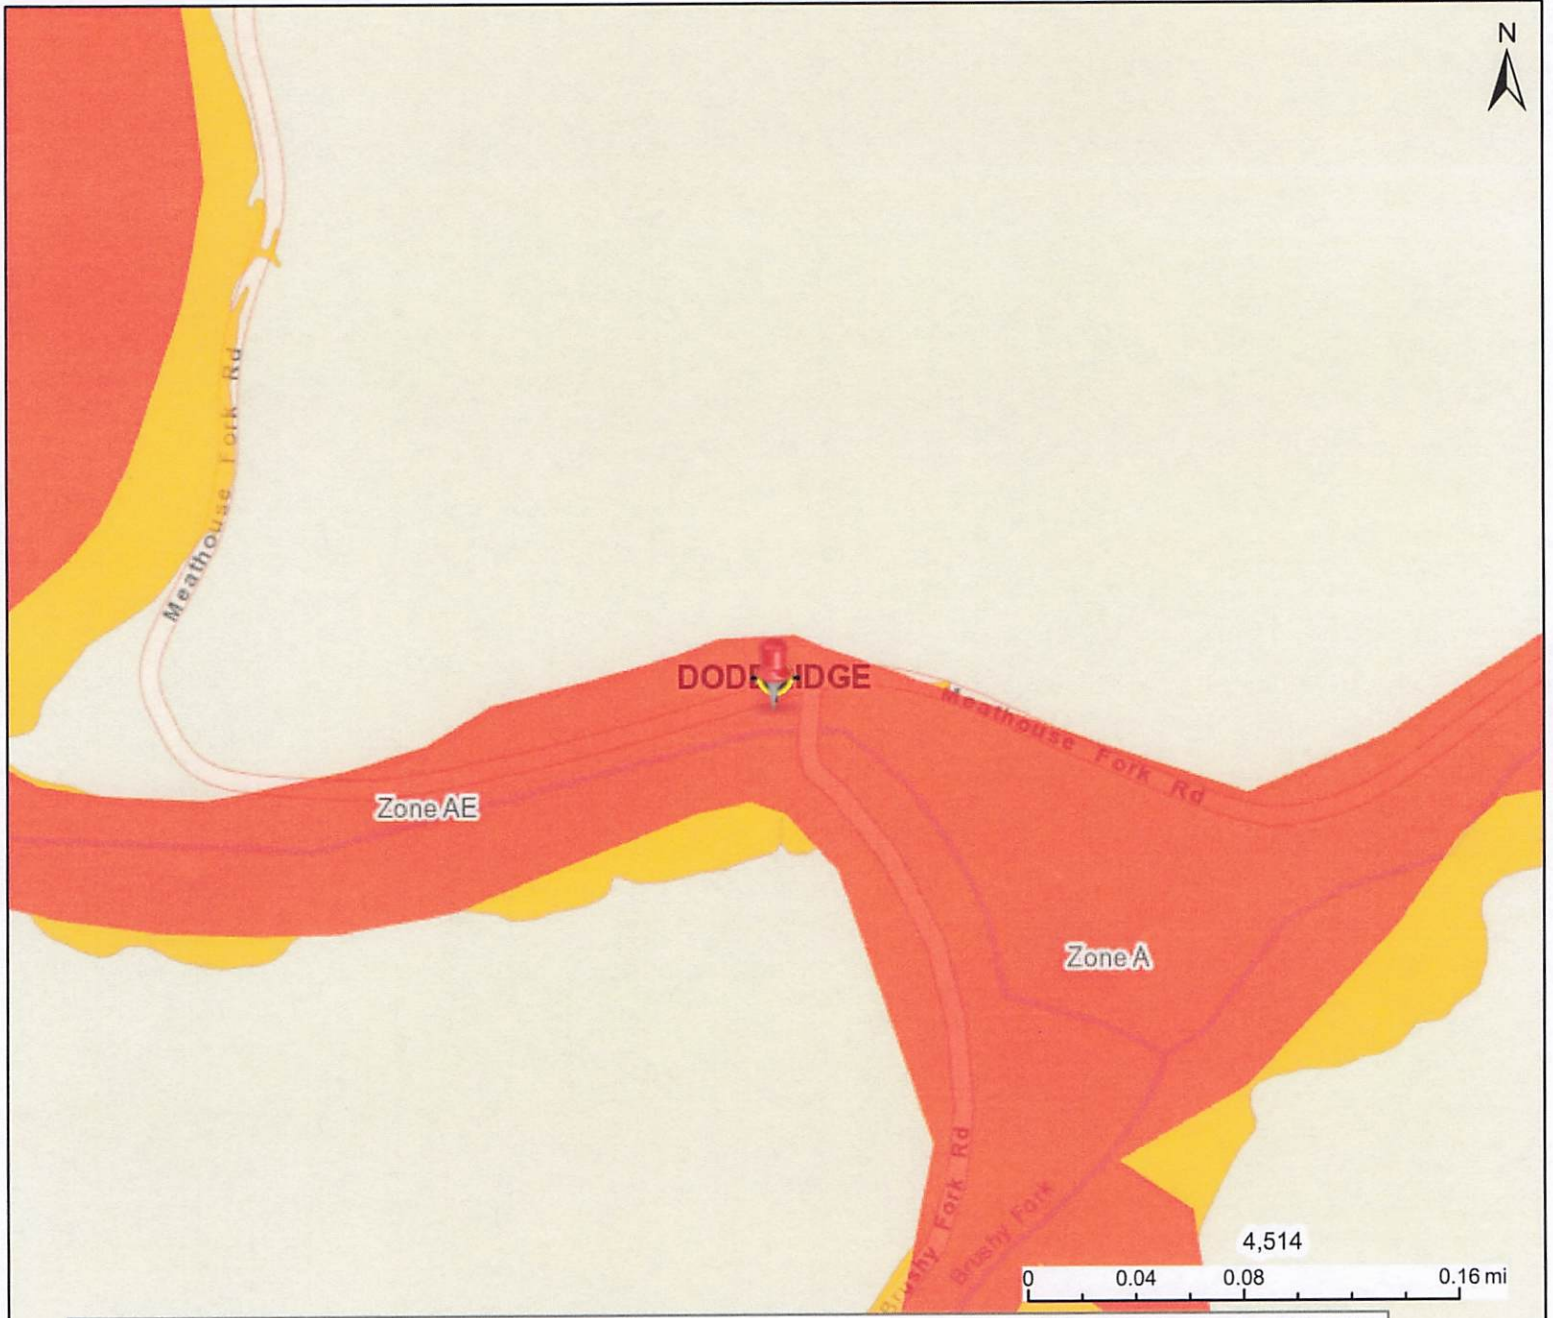 N
Meathouse Fork Rd
DODDRIDGE
Meathouse Fork Rd
Zone AE
Zone A
Brushy Fork Rd
Brushy Fork
4,514
0 0.04 0.08 0.16 mi